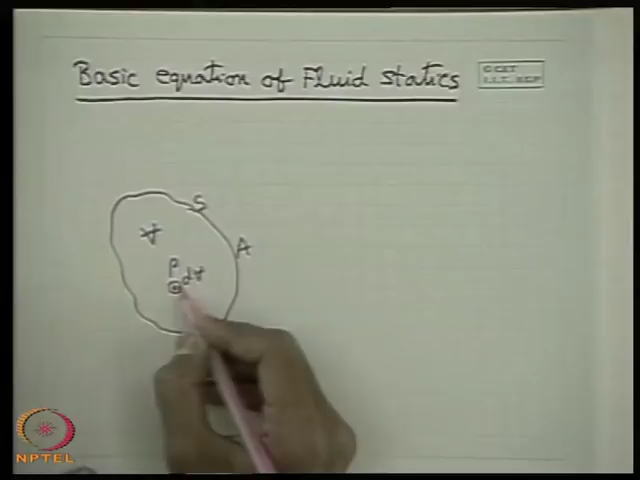 Basic equation of Fluid statics
S
A
P
d∀
∀
NPTEL